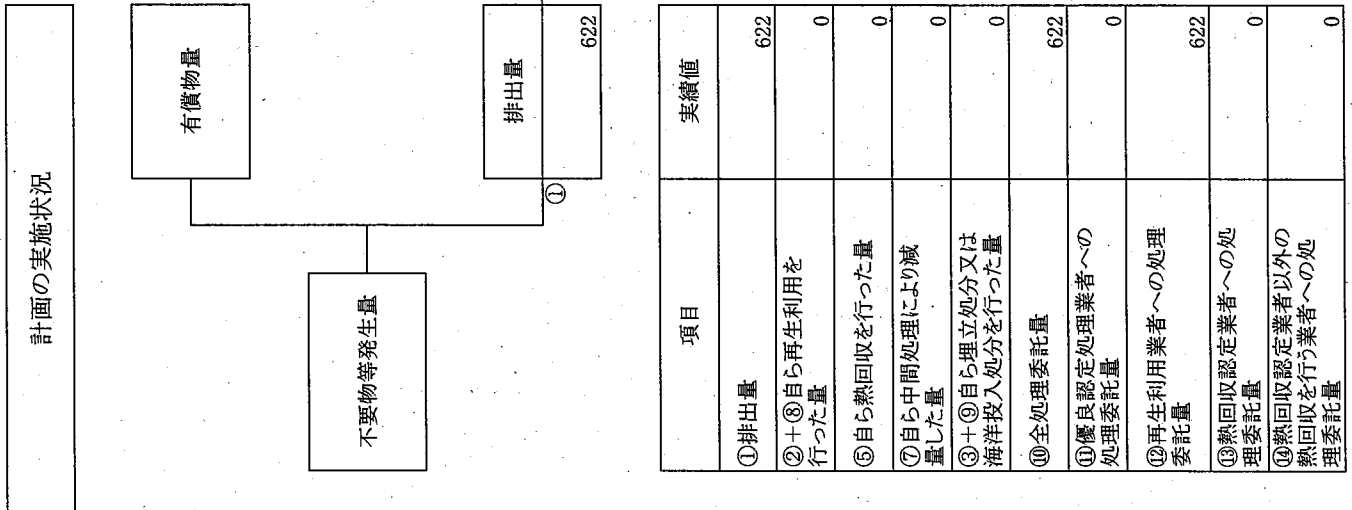 計画の実施状況
有償物量
不要物等発生量
排出量
①
622
項目
実績値
①排出量
622
②+⑧自ら再生利用を
行った量
0
⑤自ら熱回収を行った量
0
⑦自ら中間処理により減
量した量
0
③+⑨自ら埋立処分又は
海洋投入処分を行った量
0
⑩全処理委託量
622
⑪優良認定処理業者への
処理委託量
0
⑫再生利用業者への処理
委託量
622
⑬熱回収認定業者への処
理委託量
0
⑭熱回収認定業者以外の
熱回収を行う業者への処
理委託量
0